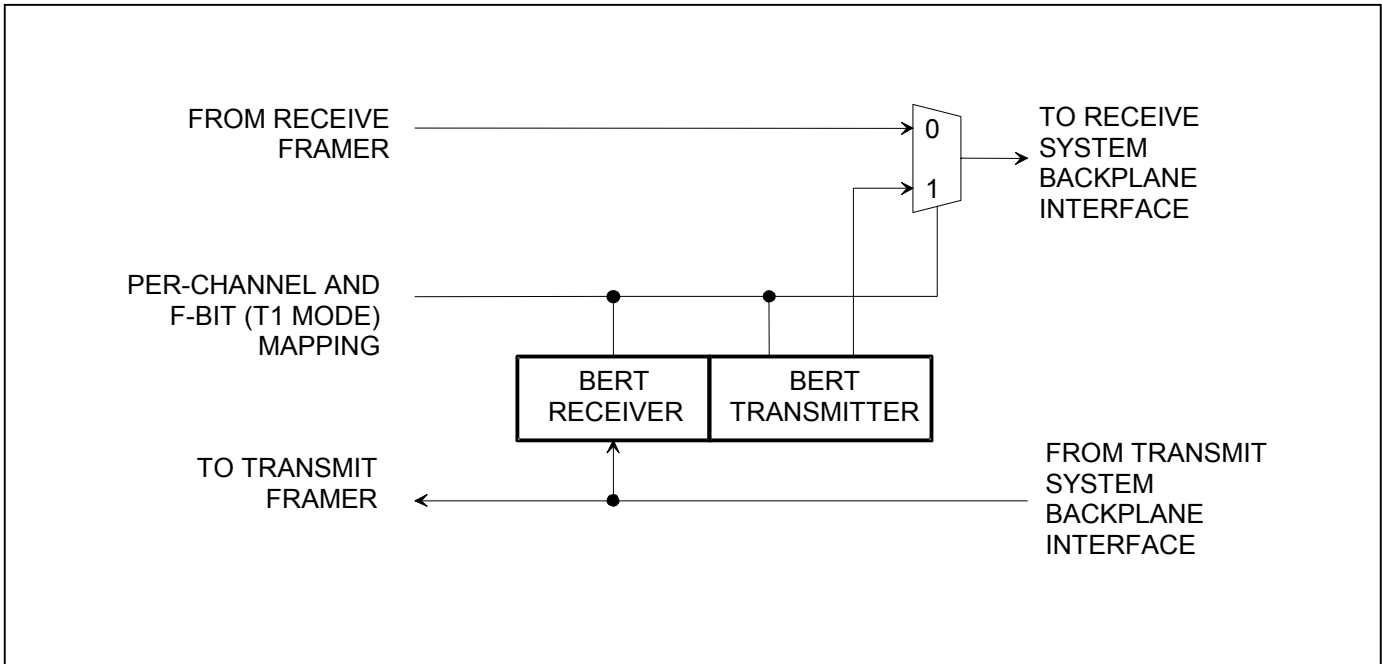 FROM RECEIVE
FRAMER
0
TO RECEIVE
SYSTEM
BACKPLANE
INTERFACE
1
PER-CHANNEL AND
F-BIT (T1 MODE)
MAPPING
BERT
RECEIVER
BERT
TRANSMITTER
TO TRANSMIT
FRAMER
FROM TRANSMIT
SYSTEM
BACKPLANE
INTERFACE